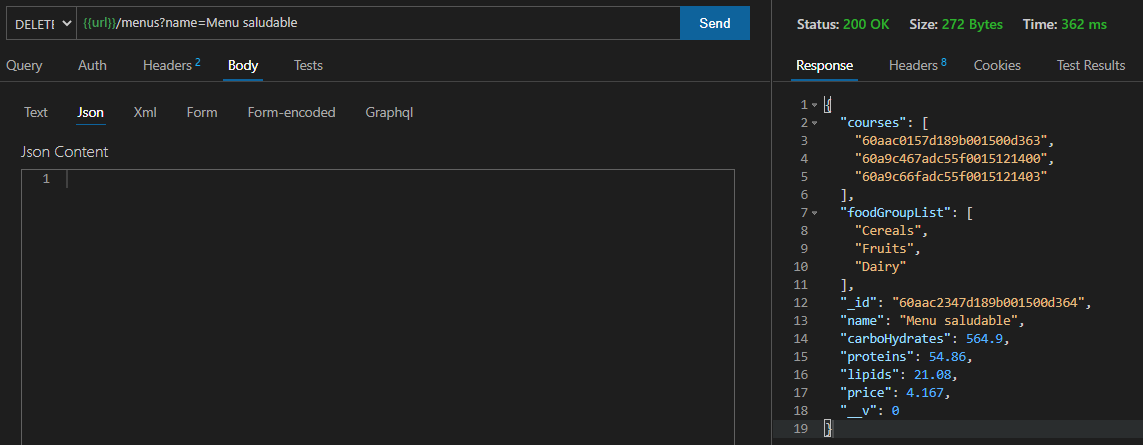 DELETE {{url}}/menus?name=Menu saludable Send
Query Auth Headers 2 Body Tests
Text Json Xml Form Form-encoded Graphql
Json Content
1
Status: 200 OK Size: 272 Bytes Time: 362 ms
Response Headers 8 Cookies Test Results
1 {
2 "courses": [
3 "60aac0157d189b001500d363",
4 "60a9c467adc55f0015121400",
5 "60a9c66fadc55f0015121403"
6 ],
7 "foodGroupList": [
8 "Cereals",
9 "Fruits",
10 "Dairy"
11 ],
12 "_id": "60aac2347d189b001500d364",
13 "name": "Menu saludable",
14 "carboHydrates": 564.9,
15 "proteins": 54.86,
16 "lipids": 21.08,
17 "price": 4.167,
18 "__v": 0
19 }